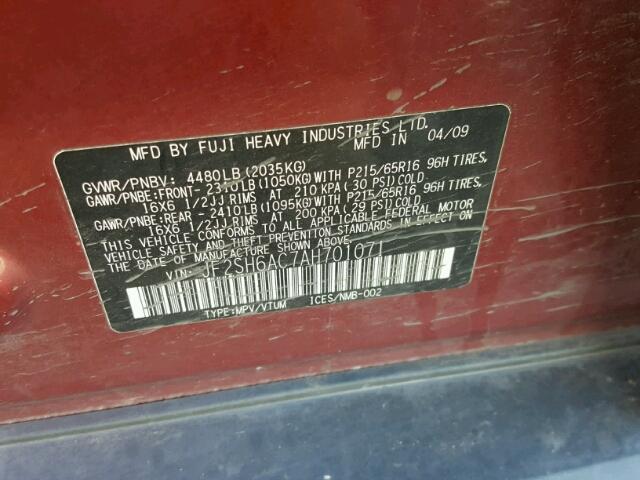 MFD BY FUJI HEAVY INDUSTRIES LTD.
MFD IN 04/09
GVWR/PNBV: 4480LB (2035KG)
GAWR/PNBE:FRONT- 2310LB(1050KG)WITH P215/65R16 96H TIRES,
16X6 1/2JJ RIMS AT 210 KPA( 30 PSI)COLD
GAWR/PNBE:REAR - 2410LB(1095KG)WITH P215/65R16 96H TIRES,
16X6 1/2JJ RIMS AT 200 KPA( 29 PSI)COLD
THIS VEHICLE CONFORMS TO ALL APPLICABLE FEDERAL MOTOR
VEHICLE SAFETY AND THEFT PREVENTION STANDARDS IN EFFECT ON
THE DATE OF MANUFACTURE SHOWN ABOVE.
VIN: JF2SH6AC7AH701071
TYPE:MPV/VTUM ICES/NMB-002